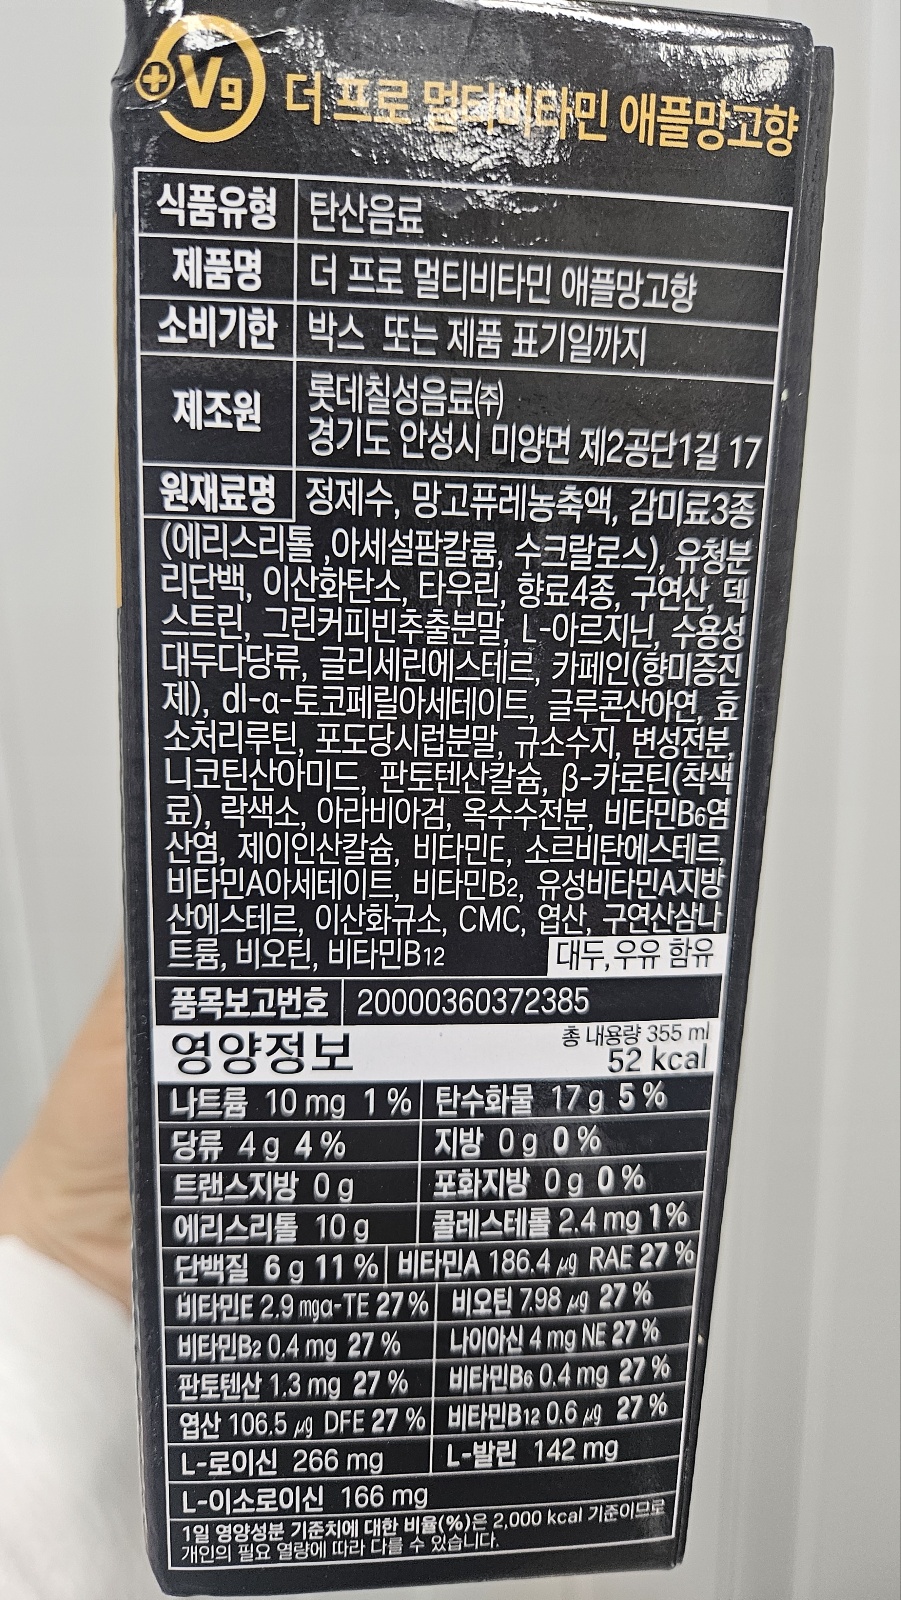 +Vg 더 프로 멀티비타민 애플망고향
식품유형 탄산음료
제품명 더 프로 멀티비타민 애플망고향
소비기한 박스 또는 제품 표기일까지
제조원 롯데칠성음료(주)
경기도 안성시 미양면 제2공단1길 17
원재료명 정제수, 망고퓨레농축액, 감미료3종
(에리스리톨 ,아세설팜칼륨, 수크랄로스), 유청분
리단백, 이산화탄소, 타우린, 향료4종, 구연산, 덱
스트린, 그린커피빈추출분말, L-아르지닌, 수용성
대두다당류, 글리세린에스테르, 카페인(향미증진
제), dl-α-토코페릴아세테이트, 글루콘산아연, 효
소처리루틴, 포도당시럽분말, 규소수지, 변성전분,
니코틴산아미드, 판토텐산칼슘, β-카로틴(착색
료), 락색소, 아라비아검, 옥수수전분, 비타민B6염
산염, 제이인산칼슘, 비타민E, 소르비탄에스테르,
비타민A아세테이트, 비타민B2, 유성비타민A지방
산에스테르, 이산화규소, CMC, 엽산, 구연산삼나
트륨, 비오틴, 비타민B12 대두,우유 함유
품목보고번호 20000360372385
영양정보 총 내용량 355 ml
52 kcal
나트륨 10 mg 1 % 탄수화물 17 g 5 %
당류 4 g 4 % 지방 0 g 0 %
트랜스지방 0 g 포화지방 0 g 0 %
에리스리톨 10 g 콜레스테롤 2.4 mg 1 %
단백질 6 g 11 % 비타민A 186.4 μg RAE 27 %
비타민E 2.9 mgα-TE 27 % 비오틴 7.98 μg 27 %
비타민B2 0.4 mg 27 % 나이아신 4 mg NE 27 %
판토텐산 1.3 mg 27 % 비타민B6 0.4 mg 27 %
엽산 106.5 μg DFE 27 % 비타민B12 0.6 μg 27 %
L-로이신 266 mg L-발린 142 mg
L-이소로이신 166 mg
1일 영양성분 기준치에 대한 비율(%)은 2,000 kcal 기준이므로
개인의 필요 열량에 따라 다를 수 있습니다.